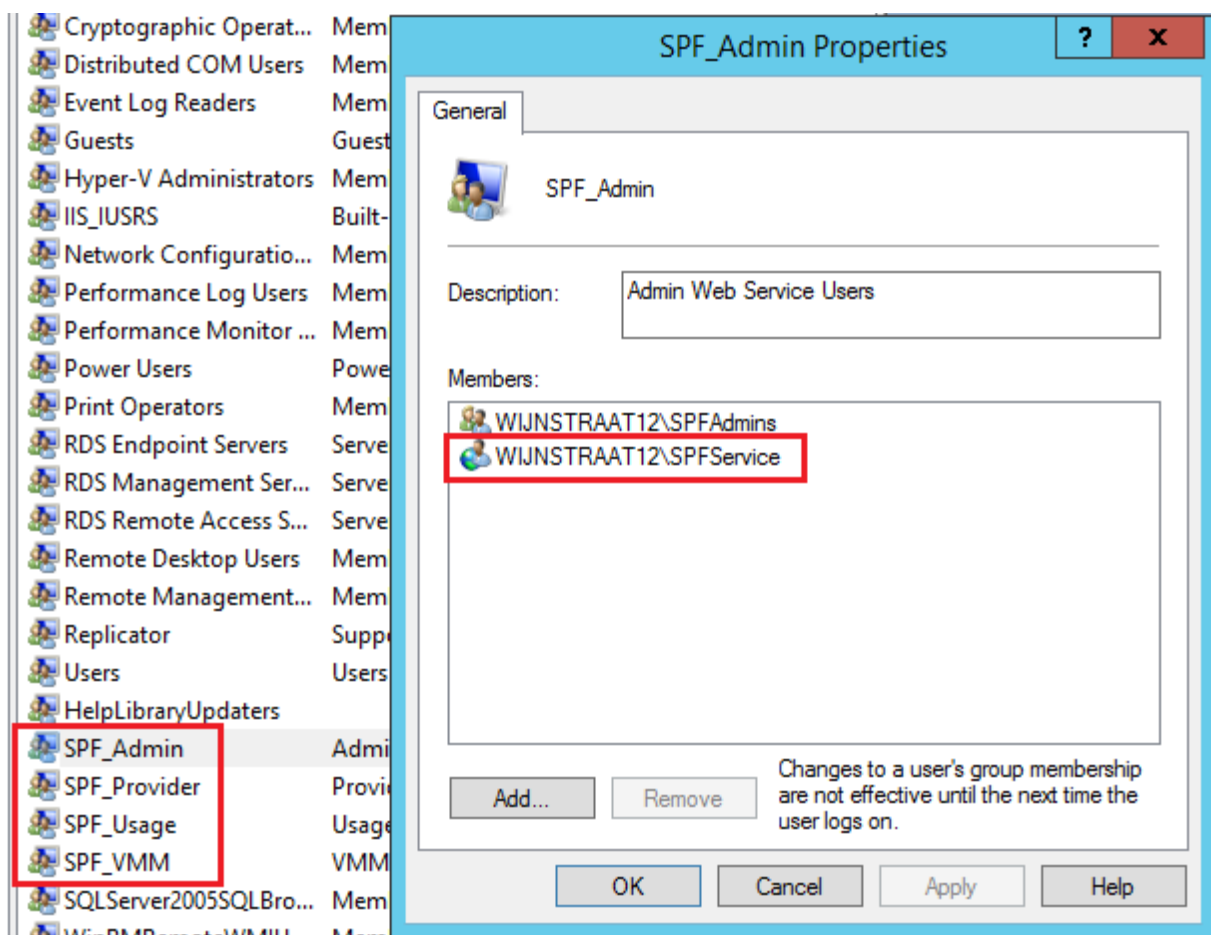 Cryptographic Operat... Mem
Distributed COM Users Mem
Event Log Readers Mem
Guests Guest
Hyper-V Administrators Mem
IIS_IUSRS Built-
Network Configuratio... Mem
Performance Log Users Mem
Performance Monitor ... Mem
Power Users Powe
Print Operators Mem
RDS Endpoint Servers Serve
RDS Management Ser... Serve
RDS Remote Access S... Serve
Remote Desktop Users Mem
Remote Management... Mem
Replicator Suppo
Users Users
HelpLibraryUpdaters
SPF_Admin Admi
SPF_Provider Provi
SPF_Usage Usage
SPF_VMM VMM
SQLServer2005SQLBro... Mem
SPF_Admin Properties
? x
General
SPF_Admin
Description: Admin Web Service Users
Members:
WIJNSTRAAT12\SPFAdmins
WIJNSTRAAT12\SPFService
Add... Remove
Changes to a user's group membership
are not effective until the next time the
user logs on.
OK Cancel Apply Help